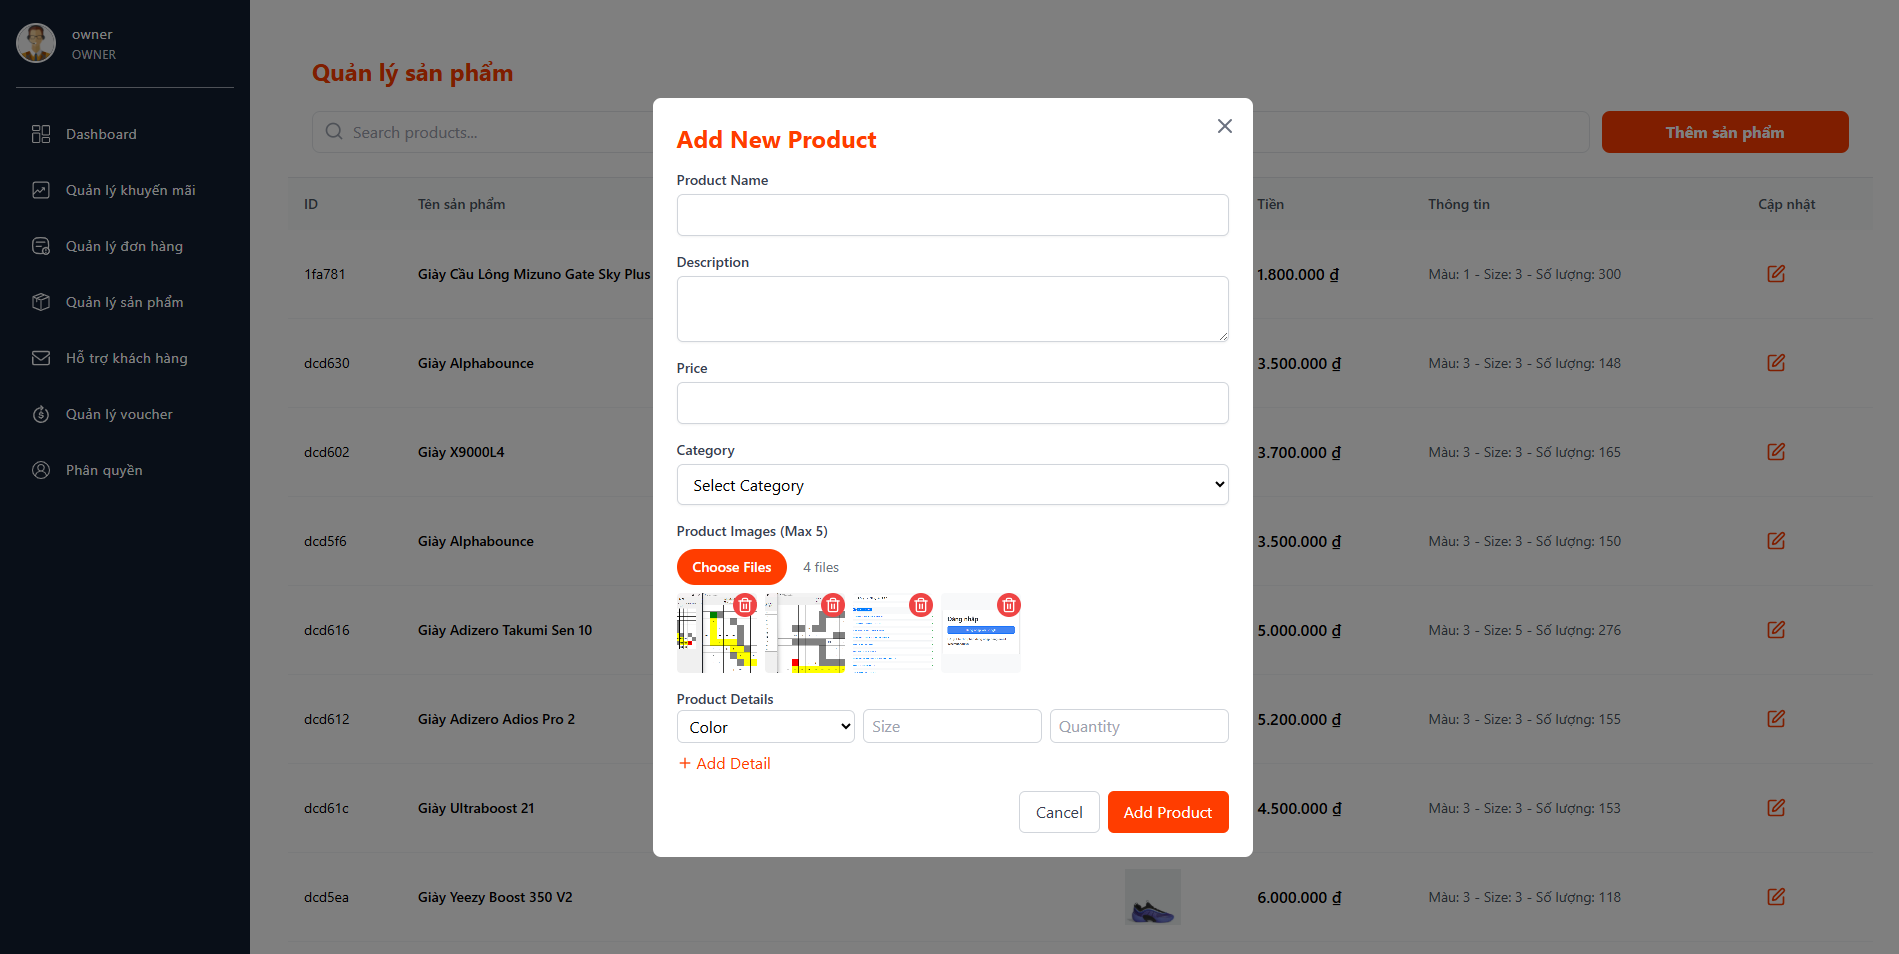 owner
OWNER
Dashboard
Quản lý khuyến mãi
Quản lý đơn hàng
Quản lý sản phẩm
Hỗ trợ khách hàng
Quản lý voucher
Phân quyền
Quản lý sản phẩm
Search products...
Thêm sản phẩm
ID Tên sản phẩm Tiền Thông tin Cập nhật
1fa781 Giày Cầu Lông Mizuno Gate Sky Plus 1.800.000 ₫ Màu: 1 - Size: 3 - Số lượng: 300
dcd630 Giày Alphabounce 3.500.000 ₫ Màu: 3 - Size: 3 - Số lượng: 148
dcd602 Giày X9000L4 3.700.000 ₫ Màu: 3 - Size: 3 - Số lượng: 165
dcd5f6 Giày Alphabounce 3.500.000 ₫ Màu: 3 - Size: 3 - Số lượng: 150
dcd616 Giày Adizero Takumi Sen 10 5.000.000 ₫ Màu: 3 - Size: 5 - Số lượng: 276
dcd612 Giày Adizero Adios Pro 2 5.200.000 ₫ Màu: 3 - Size: 3 - Số lượng: 155
dcd61c Giày Ultraboost 21 4.500.000 ₫ Màu: 3 - Size: 3 - Số lượng: 153
dcd5ea Giày Yeezy Boost 350 V2 6.000.000 ₫ Màu: 3 - Size: 3 - Số lượng: 118
Add New Product
Product Name
Description
Price
Category
Select Category
Product Images (Max 5)
Choose Files 4 files
Đăng nhập
Product Details
Color Size Quantity
+ Add Detail
Cancel Add Product